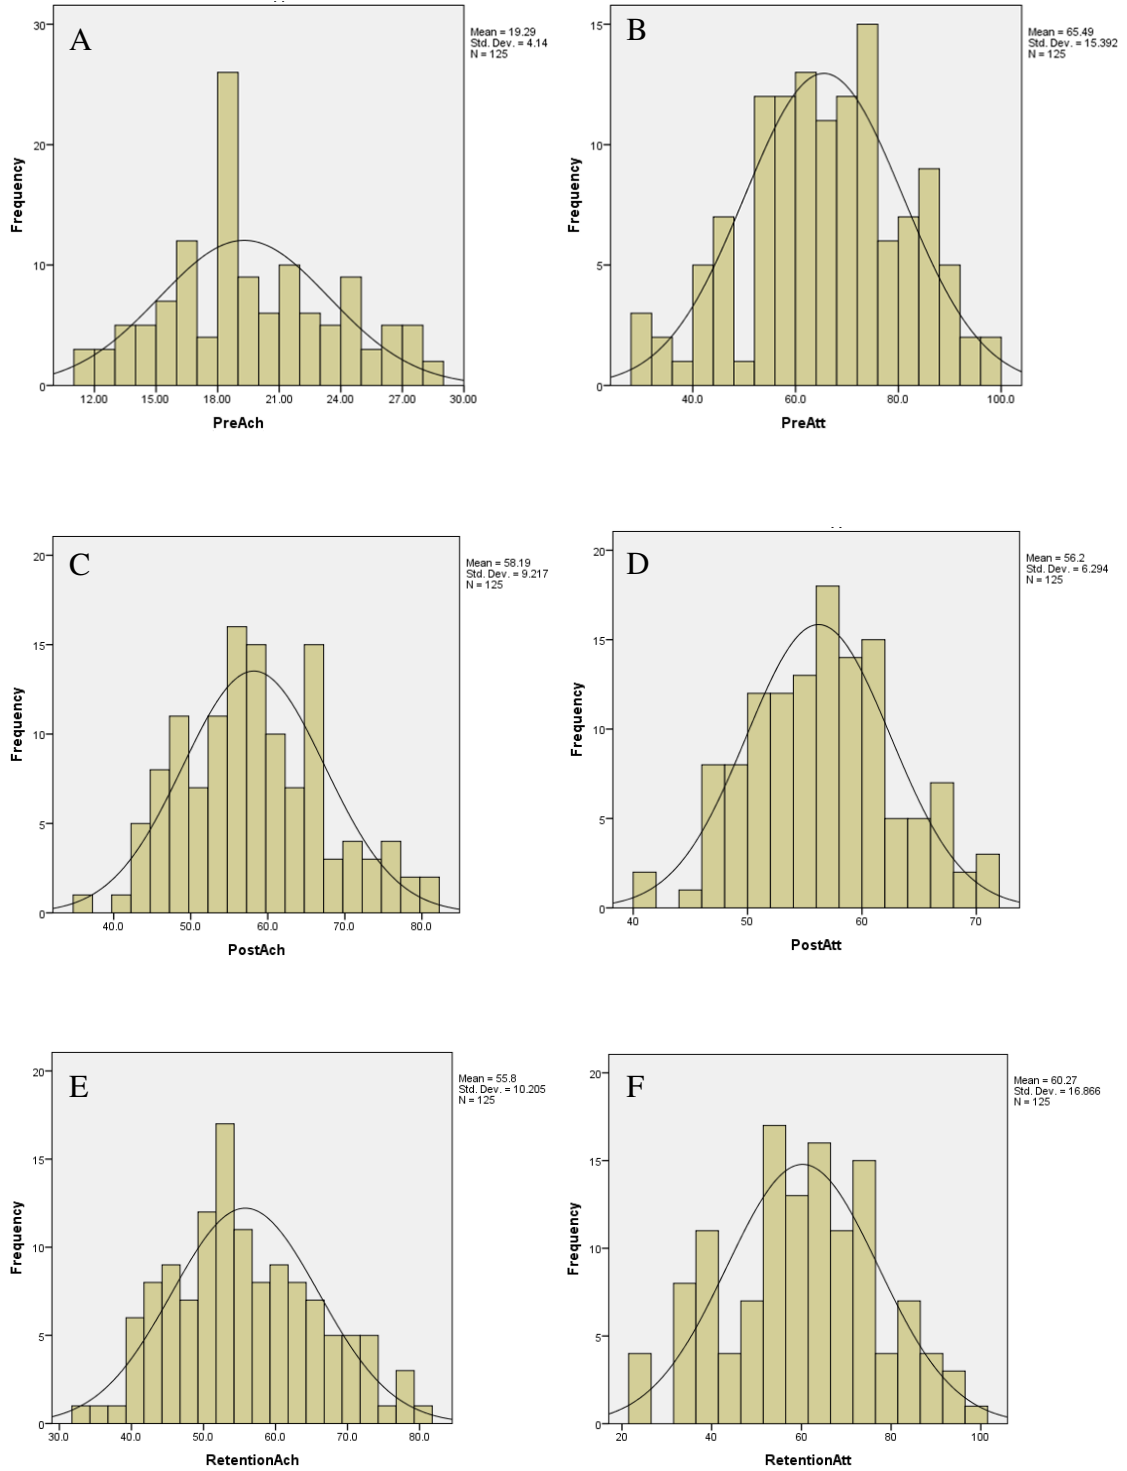 A
Mean = 19.29
Std. Dev. = 4.14
N = 125
Frequency
30
20
10
0
12.00 15.00 18.00 21.00 24.00 27.00 30.00
PreAch
B
Mean = 65.49
Std. Dev. = 15.392
N = 125
Frequency
15
10
5
0
40.0 60.0 80.0 100.0
PreAtt
C
Mean = 58.19
Std. Dev. = 9.217
N = 125
Frequency
20
15
10
5
0
40.0 50.0 60.0 70.0 80.0
PostAch
D
Mean = 56.2
Std. Dev. = 6.294
N = 125
Frequency
20
15
10
5
0
40 50 60 70
PostAtt
E
Mean = 55.8
Std. Dev. = 10.205
N = 125
Frequency
20
15
10
5
0
30.0 40.0 50.0 60.0 70.0 80.0
RetentionAch
F
Mean = 60.27
Std. Dev. = 16.866
N = 125
Frequency
20
15
10
5
0
20 40 60 80 100
RetentionAtt